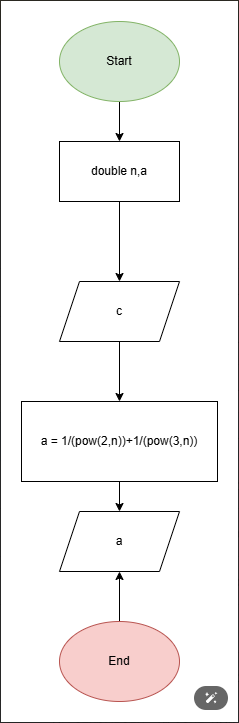 Start
double n,a
c
a = 1/(pow(2,n))+1/(pow(3,n))
a
End